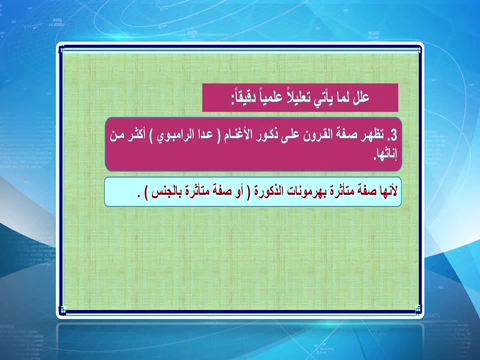 علل لما يأتي تعليلاً علمياً دقيقاً:
3. تظهر صفة القرون على ذكور الأغنام ( عدا الرامبوي ) أكثر من
إناثها.
لأنها صفة متأثرة بهرمونات الذكورة ( أو صفة متأثرة بالجنس ) .